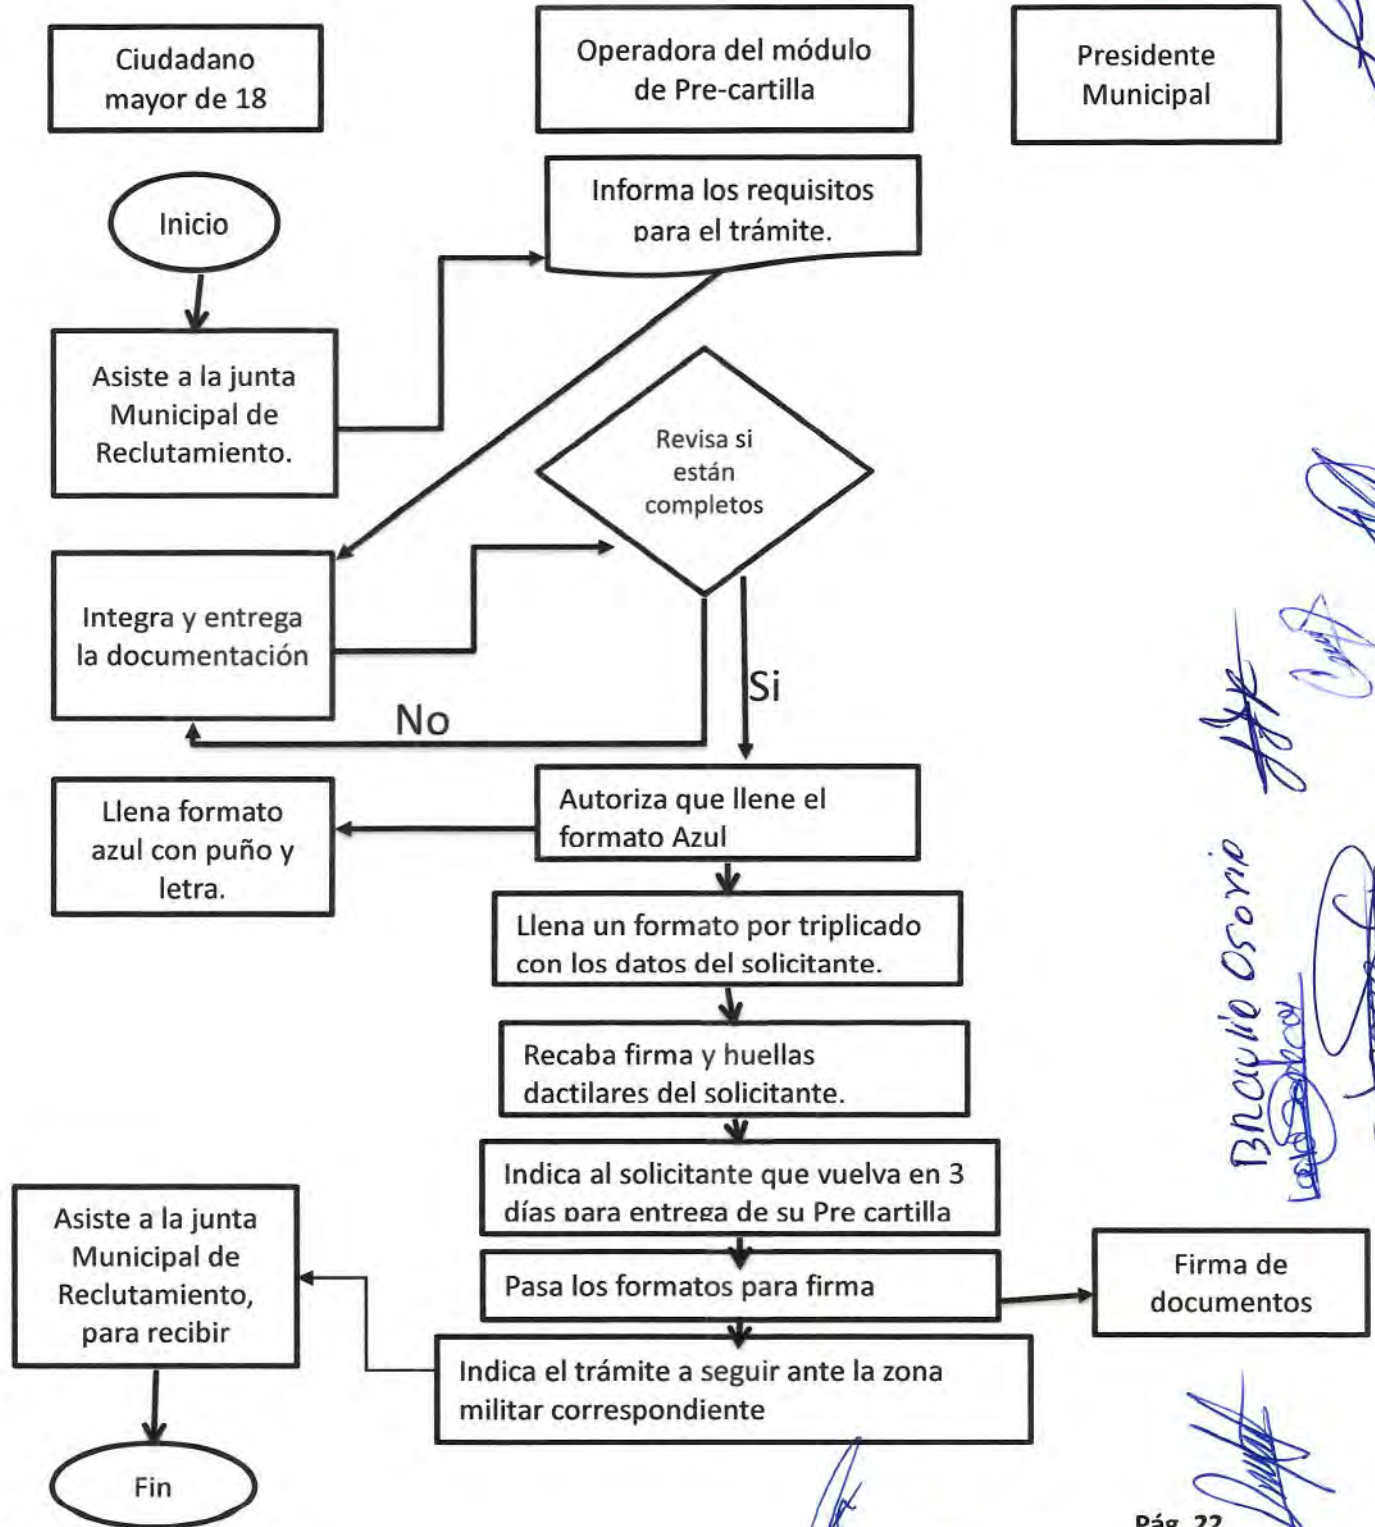 Ciudadano
mayor de 18
Operadora del módulo
de Pre-cartilla
Presidente
Municipal
Inicio
Informa los requisitos
para el trámite.
Asiste a la junta
Municipal de
Reclutamiento.
Revisa si
están
completos
Integra y entrega
la documentación
No
Si
Autoriza que llene el
formato Azul
Llena formato
azul con puño y
letra.
Llena un formato por triplicado
con los datos del solicitante.
Recaba firma y huellas
dactilares del solicitante.
Indica al solicitante que vuelva en 3
días para entrega de su Pre cartilla
Pasa los formatos para firma
Firma de
documentos
Indica el trámite a seguir ante la zona
militar correspondiente
Asiste a la junta
Municipal de
Reclutamiento,
para recibir
Fin
Braulio Osorio
Pág. 22